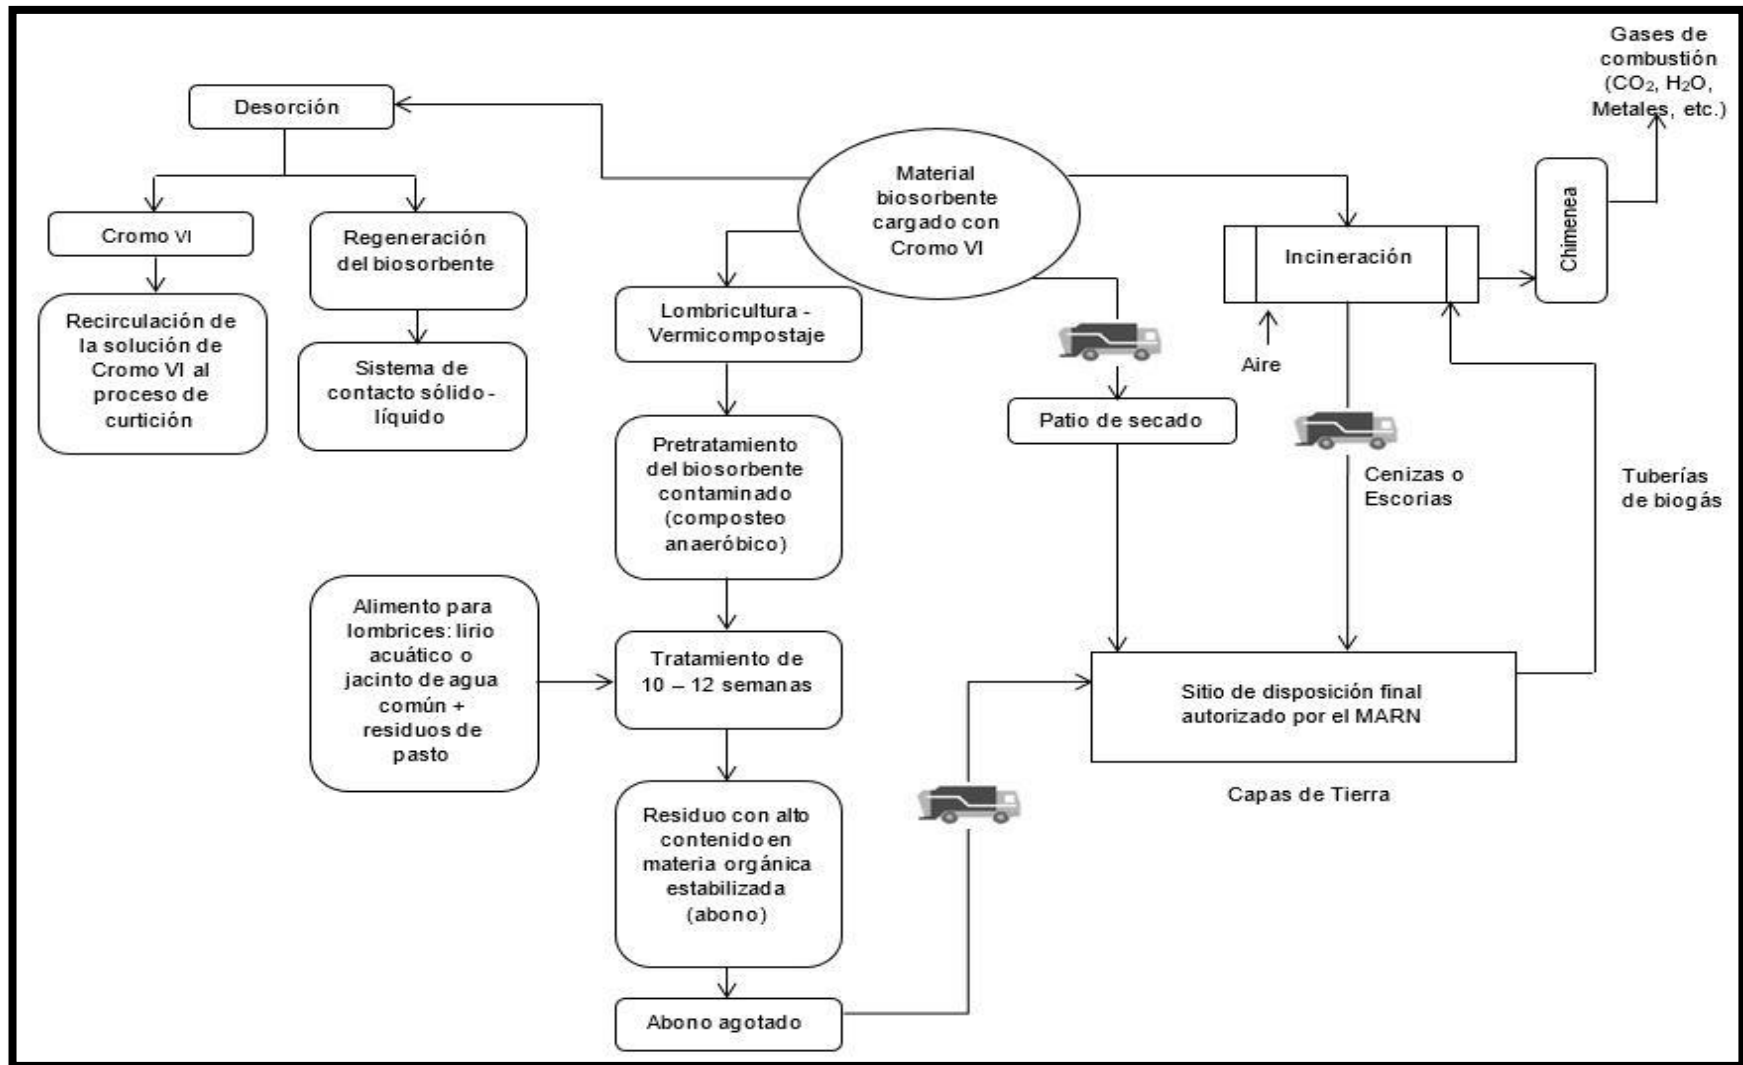 Gases de
combustión
(CO₂, H₂O,
Metales, etc.)
Desorción
Material
biosorbente
cargado con
Cromo VI
Chimenea
Cromo VI
Regeneración
del biosorbente
Incineración
Lombricultura -
Vermicompostaje
Recirculación de
la solución de
Cromo VI al
proceso de
curtición
Sistema de
contacto sólido -
líquido
Aire
Patio de secado
Pretratamiento
del biosorbente
contaminado
(composteo
anaeróbico)
Cenizas o
Escorias
Tuberías
de biogás
Alimento para
lombrices: lirio
acuático o
jacinto de agua
común +
residuos de
pasto
Tratamiento de
10 – 12 semanas
Sitio de disposición final
autorizado por el MARN
Capas de Tierra
Residuo con alto
contenido en
materia orgánica
estabilizada
(abono)
Abono agotado